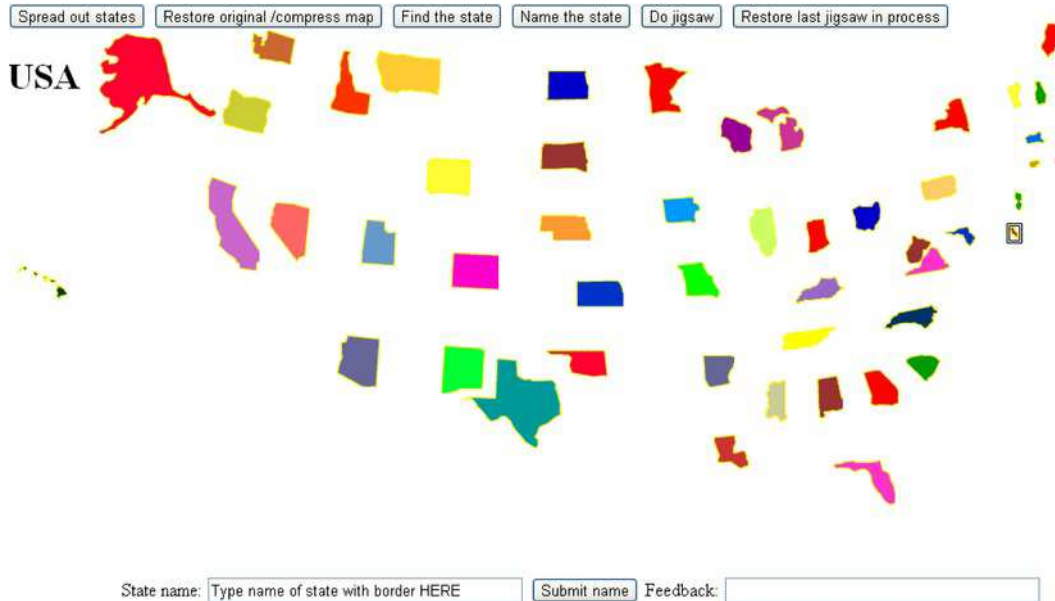 Spread out states Restore original /compress map Find the state Name the state Do jigsaw Restore last jigsaw in process
USA
State name: Type name of state with border HERE Submit name Feedback: